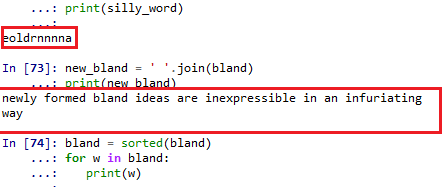 ...: print(silly_word)
...:
eoldrnnnna
In [73]: new_bland = ' '.join(bland)
...: print(new_bland)
newly formed bland ideas are inexpressible in an infuriating
way
In [74]: bland = sorted(bland)
...: for w in bland:
...: print(w)